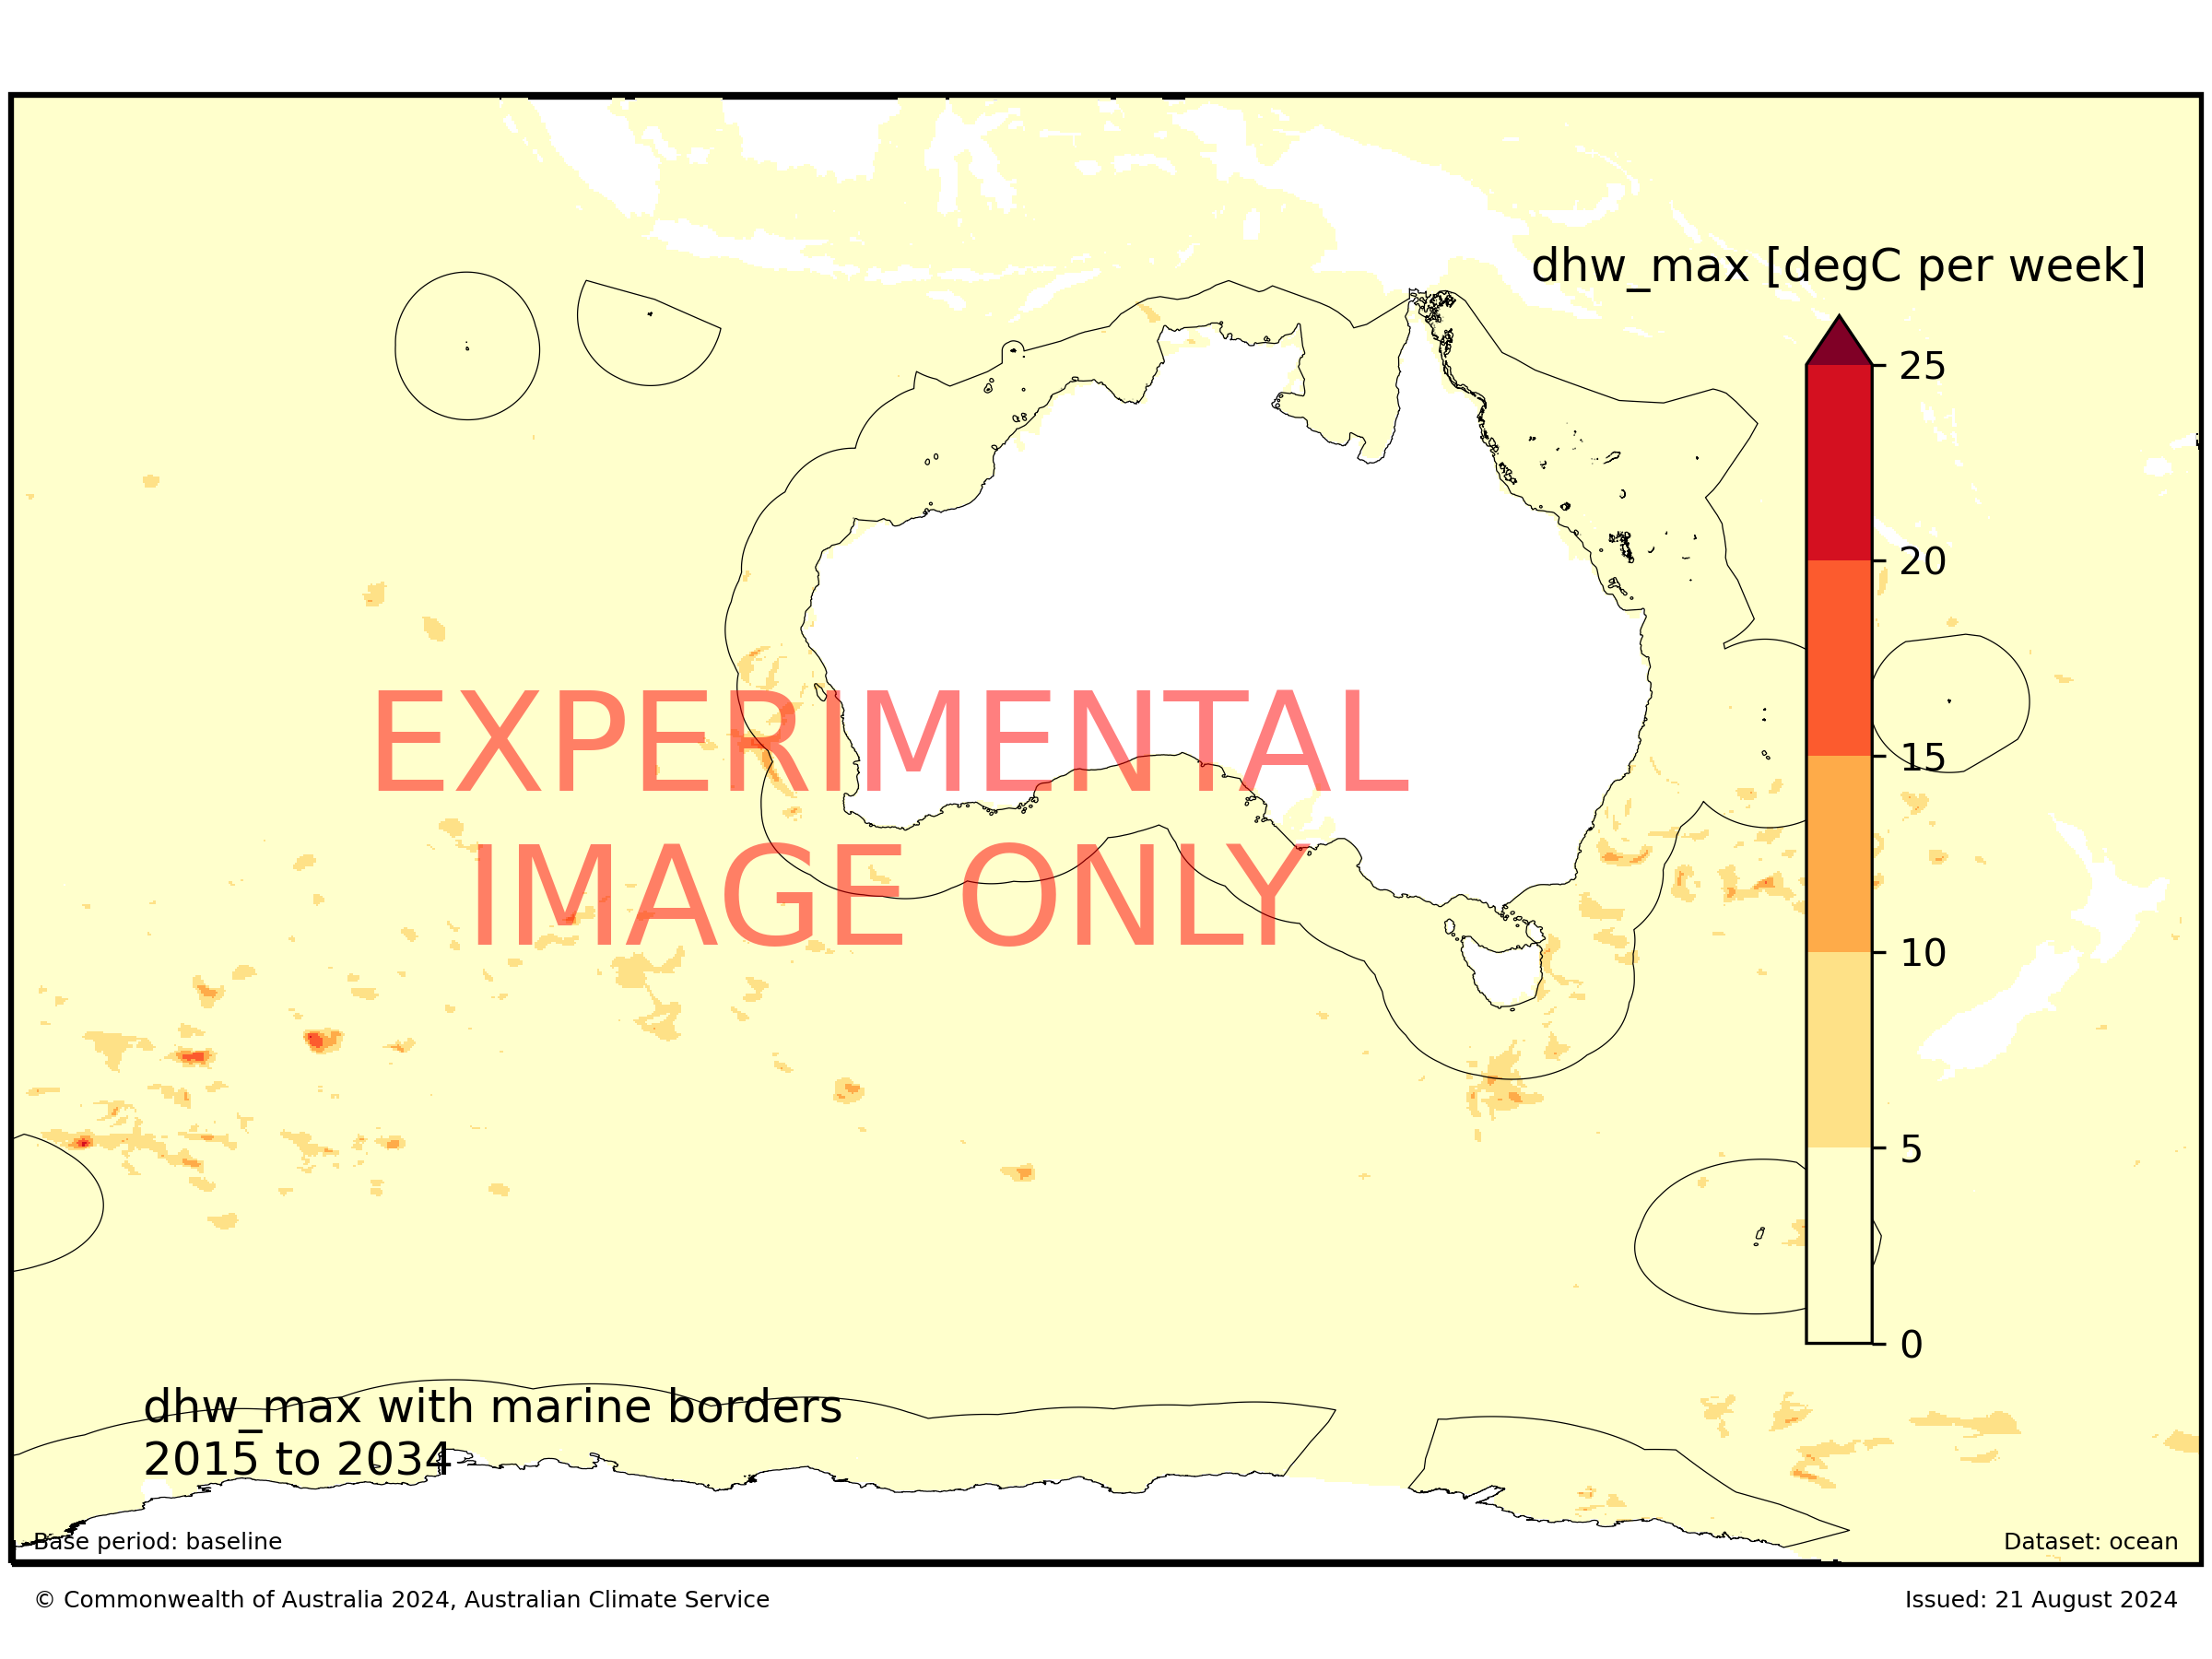 dhw_max [degC per week]
25
20
15
10
5
0
EXPERIMENTAL
IMAGE ONLY
dhw_max with marine borders
2015 to 2034
Base period: baseline
Dataset: ocean
© Commonwealth of Australia 2024, Australian Climate Service
Issued: 21 August 2024